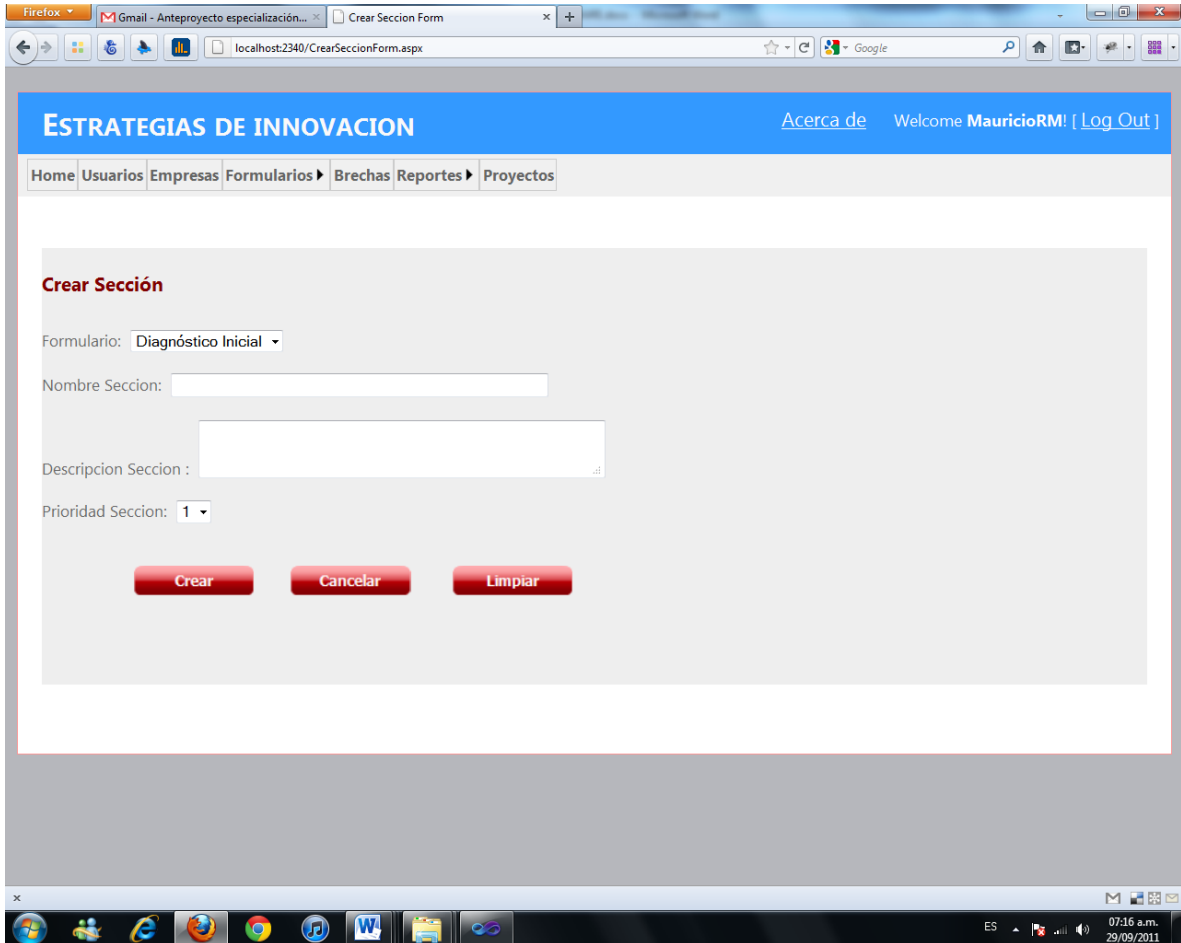 Firefox
Gmail - Anteproyecto especialización... Crear Seccion Form
localhost:2340/CrearSeccionForm.aspx Google
ESTRATEGIAS DE INNOVACION Acerca de Welcome MauricioRM! [ Log Out ]
Home Usuarios Empresas Formularios Brechas Reportes Proyectos
Crear Sección
Formulario: Diagnóstico Inicial
Nombre Seccion:
Descripcion Seccion :
Prioridad Seccion: 1
Crear Cancelar Limpiar
ES 07:16 a.m.
29/09/2011